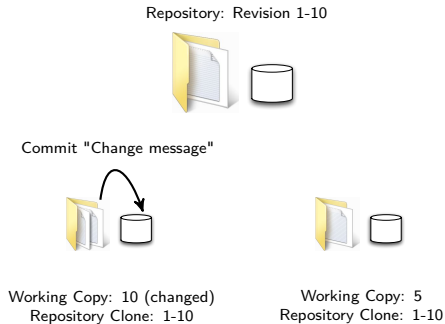 Repository: Revision 1-10
Commit "Change message"
Working Copy: 10 (changed)
Repository Clone: 1-10
Working Copy: 5
Repository Clone: 1-10